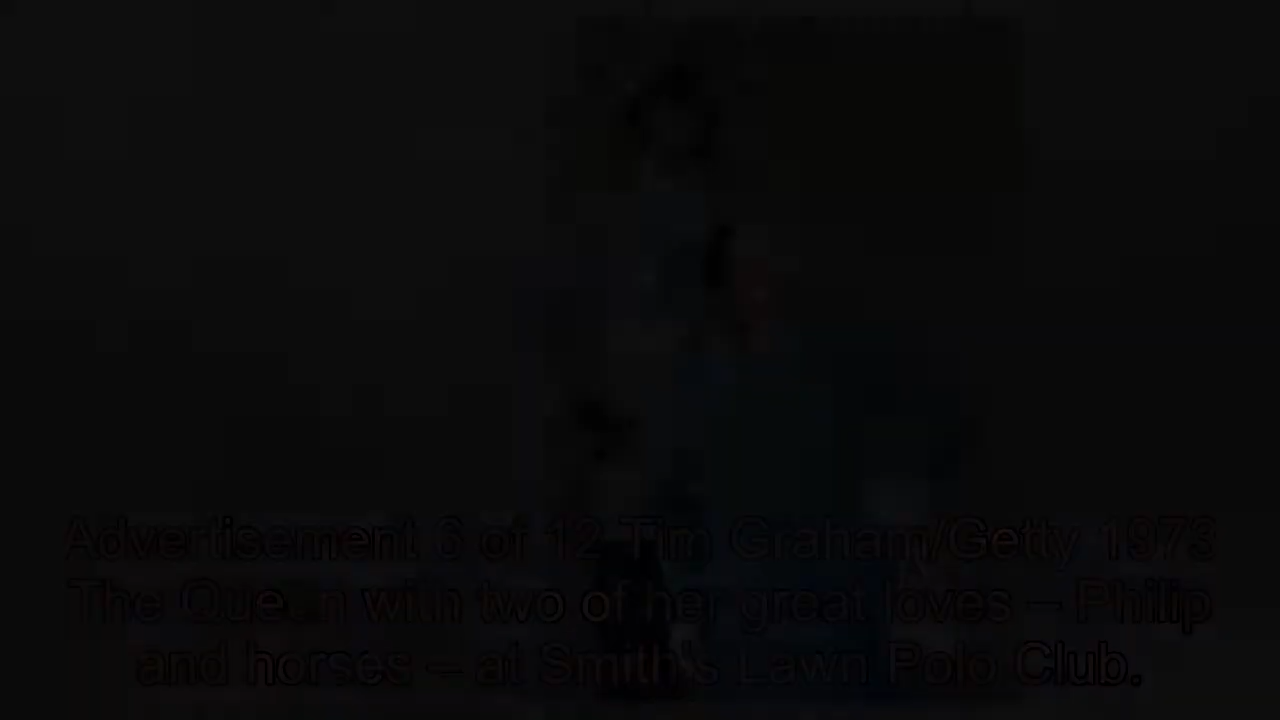 Advertisement 6 of 12 Tim Graham/Getty 1973
The Queen with two of her great loves – Philip
and horses – at Smith's Lawn Polo Club.